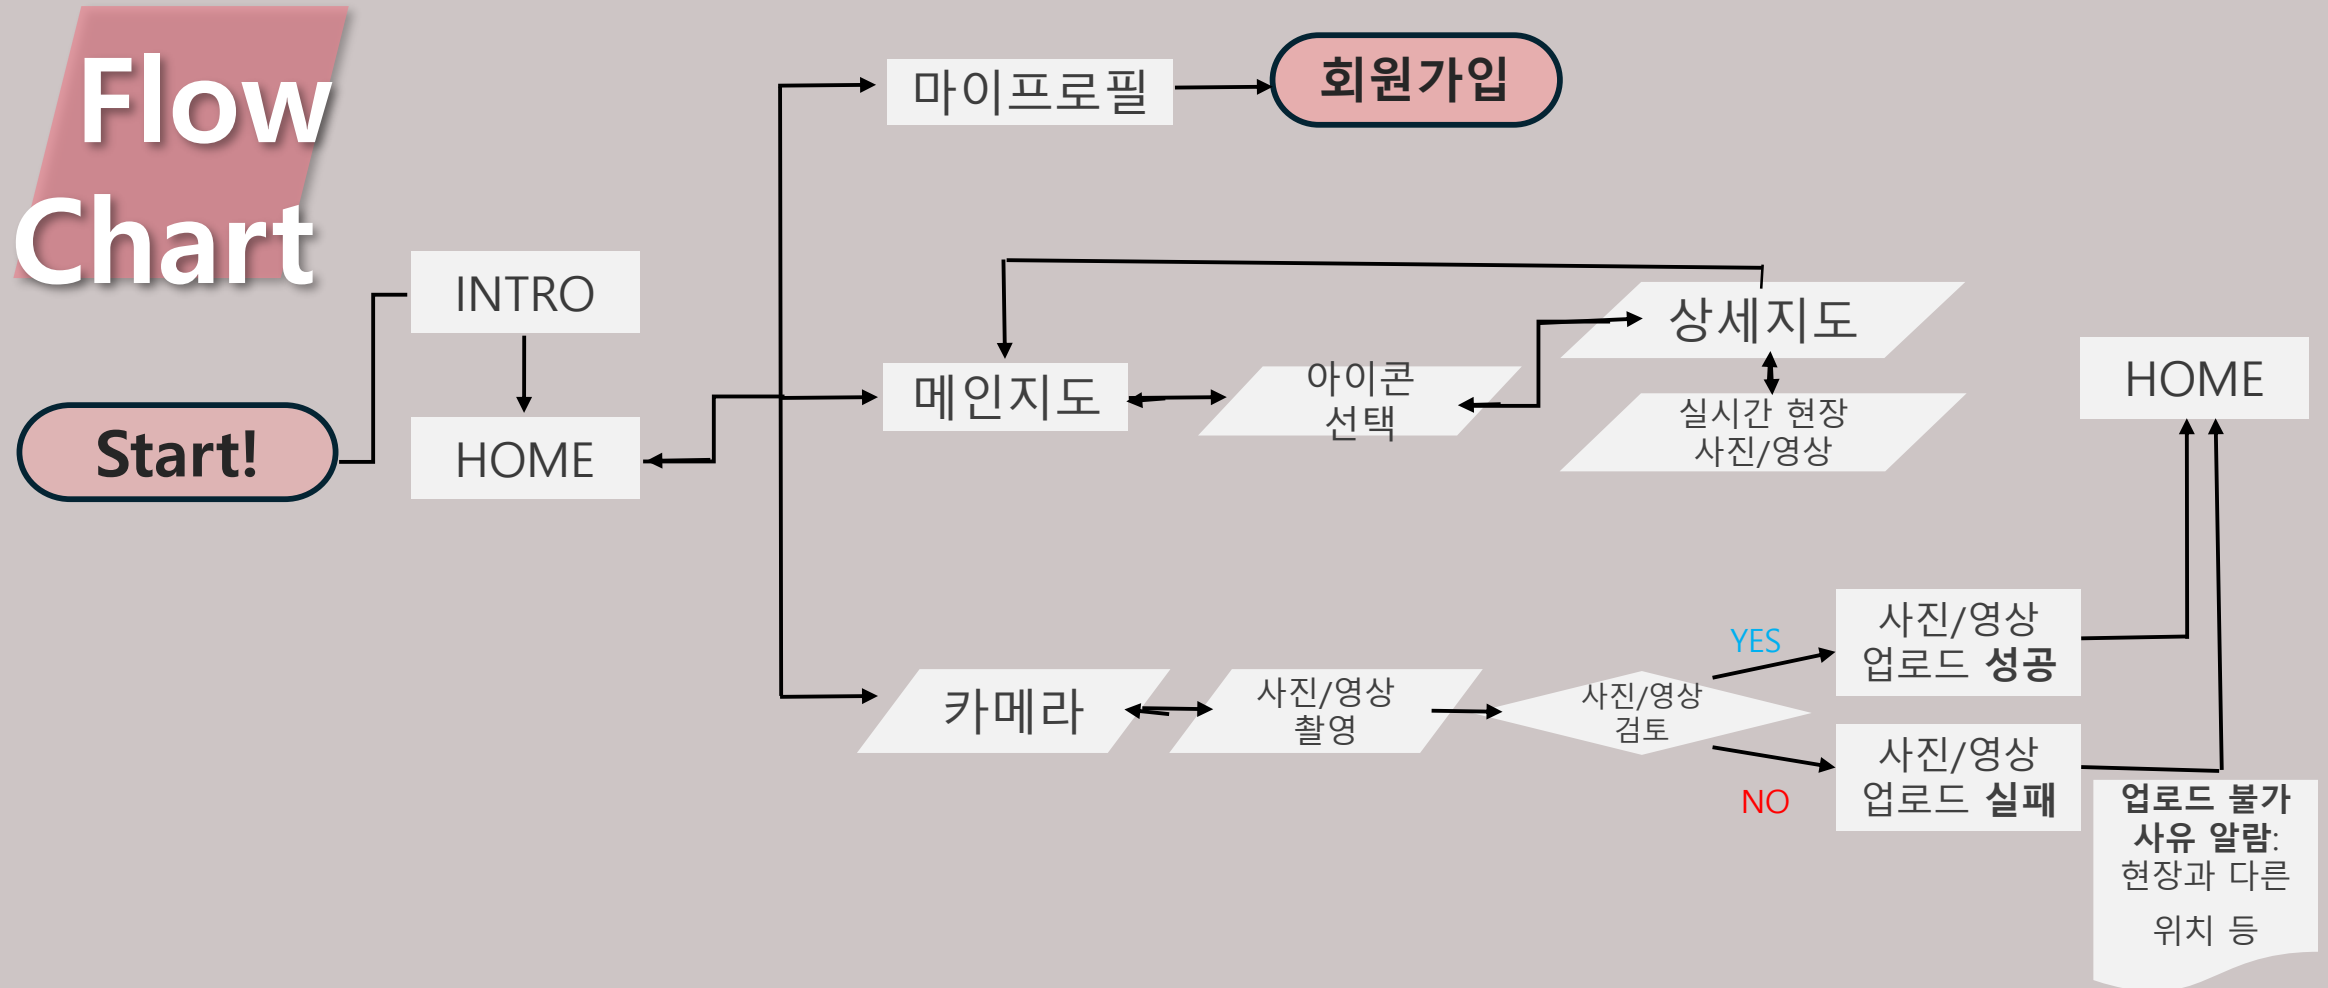 Flow
Chart
Start!
INTRO
HOME
마이프로필
회원가입
메인지도
아이콘
선택
상세지도
실시간 현장
사진/영상
카메라
사진/영상
촬영
사진/영상
검토
YES
NO
사진/영상
업로드 성공
사진/영상
업로드 실패
HOME
업로드 불가
사유 알람:
현장과 다른
위치 등